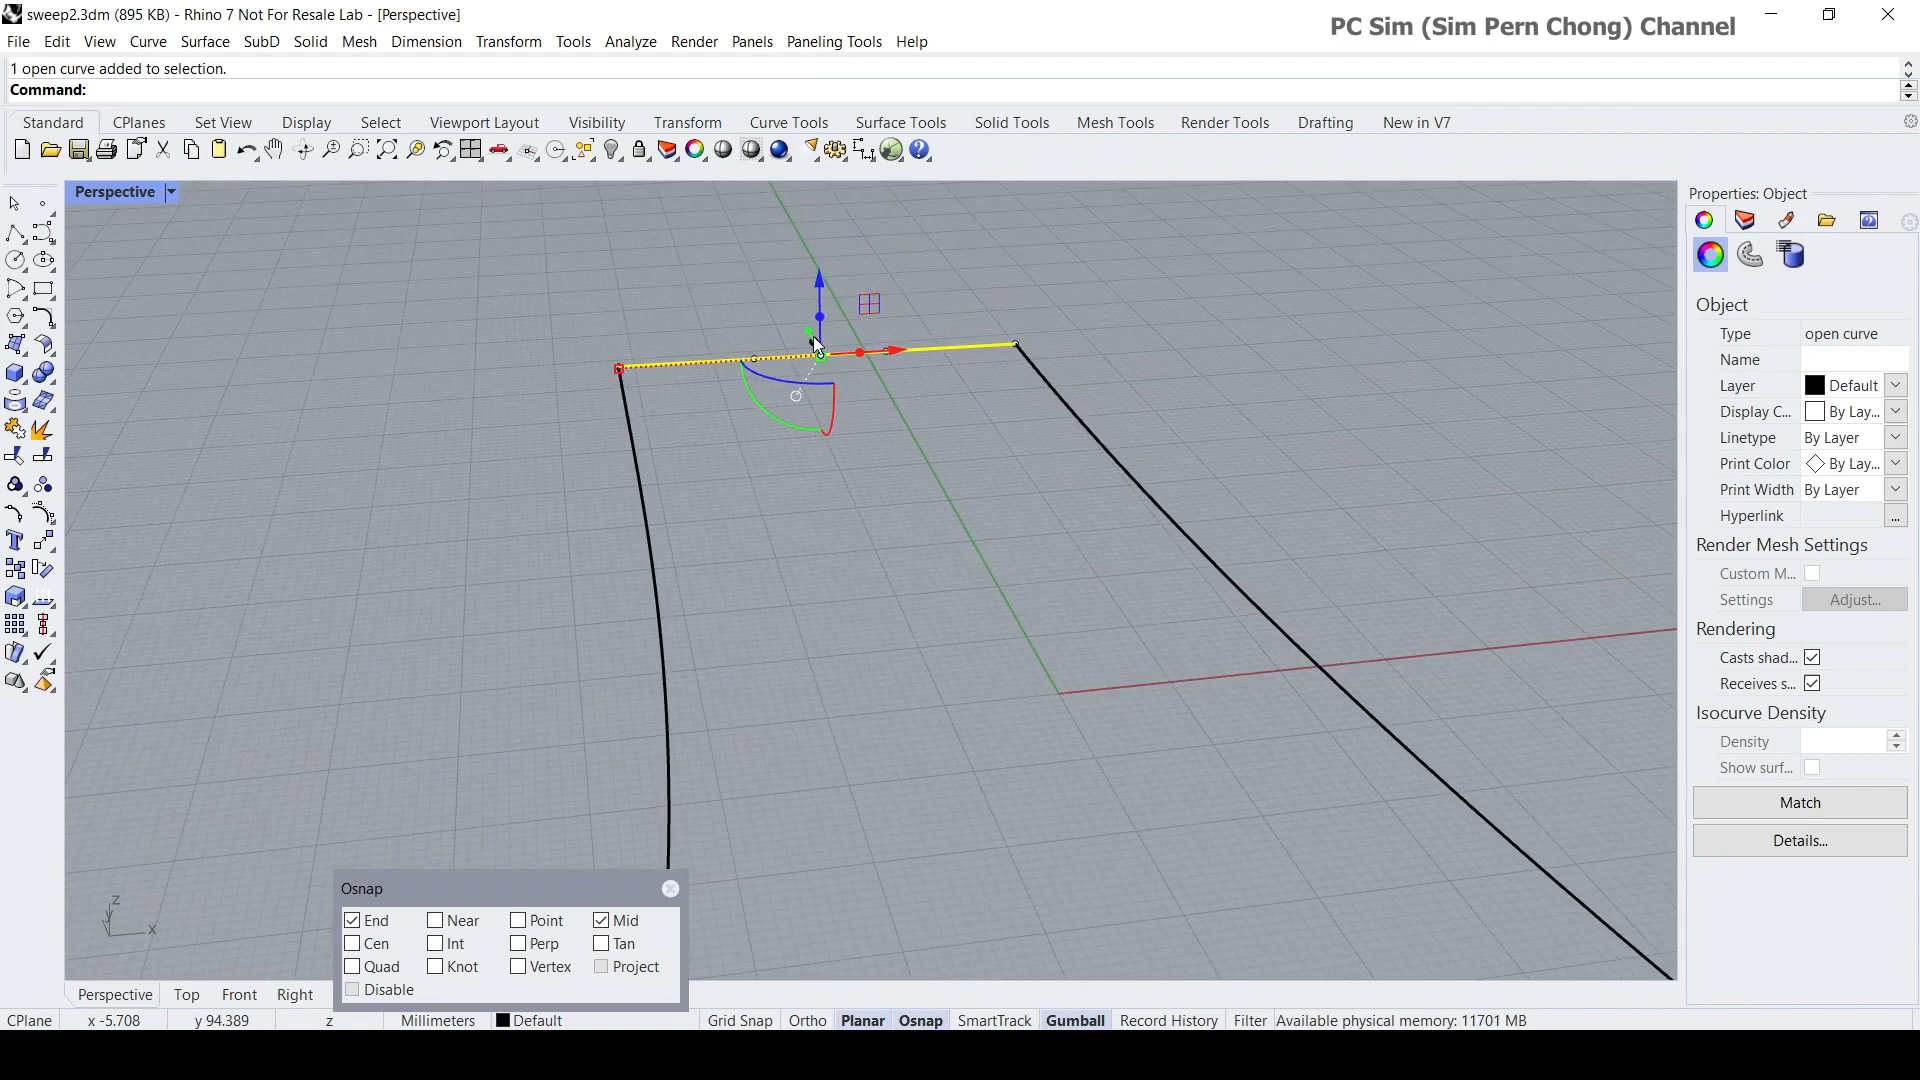 sweep2.3dm (895 KB) - Rhino 7 Not For Resale Lab - [Perspective]
PC Sim (Sim Pern Chong) Channel
File Edit View Curve Surface SubD Solid Mesh Dimension Transform Tools Analyze Render Panels Paneling Tools Help
1 open curve added to selection.
Command:
Standard CPlanes Set View Display Select Viewport Layout Visibility Transform Curve Tools Surface Tools Solid Tools Mesh Tools Render Tools Drafting New in V7
Perspective
Properties: Object
Object
Type open curve
Name
Layer Default
Display C... By Lay...
Linetype By Layer
Print Color By Lay...
Print Width By Layer
Hyperlink ...
Render Mesh Settings
Custom M...
Settings Adjust...
Rendering
Casts shad...
Receives s...
Isocurve Density
Density
Show surf...
Match
Details...
z
y
x
Osnap
End Near Point Mid
Cen Int Perp Tan
Quad Knot Vertex Project
Disable
Perspective Top Front Right
CPlane x -5.708 y 94.389 z Millimeters Default Grid Snap Ortho Planar Osnap SmartTrack Gumball Record History Filter Available physical memory: 11701 MB